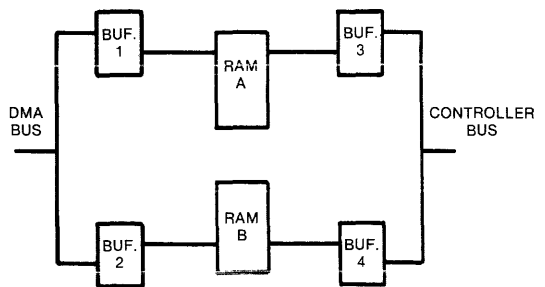 BUF.
1
RAM
A
BUF.
3
DMA
BUS
CONTROLLER
BUS
BUF.
2
RAM
B
BUF.
4